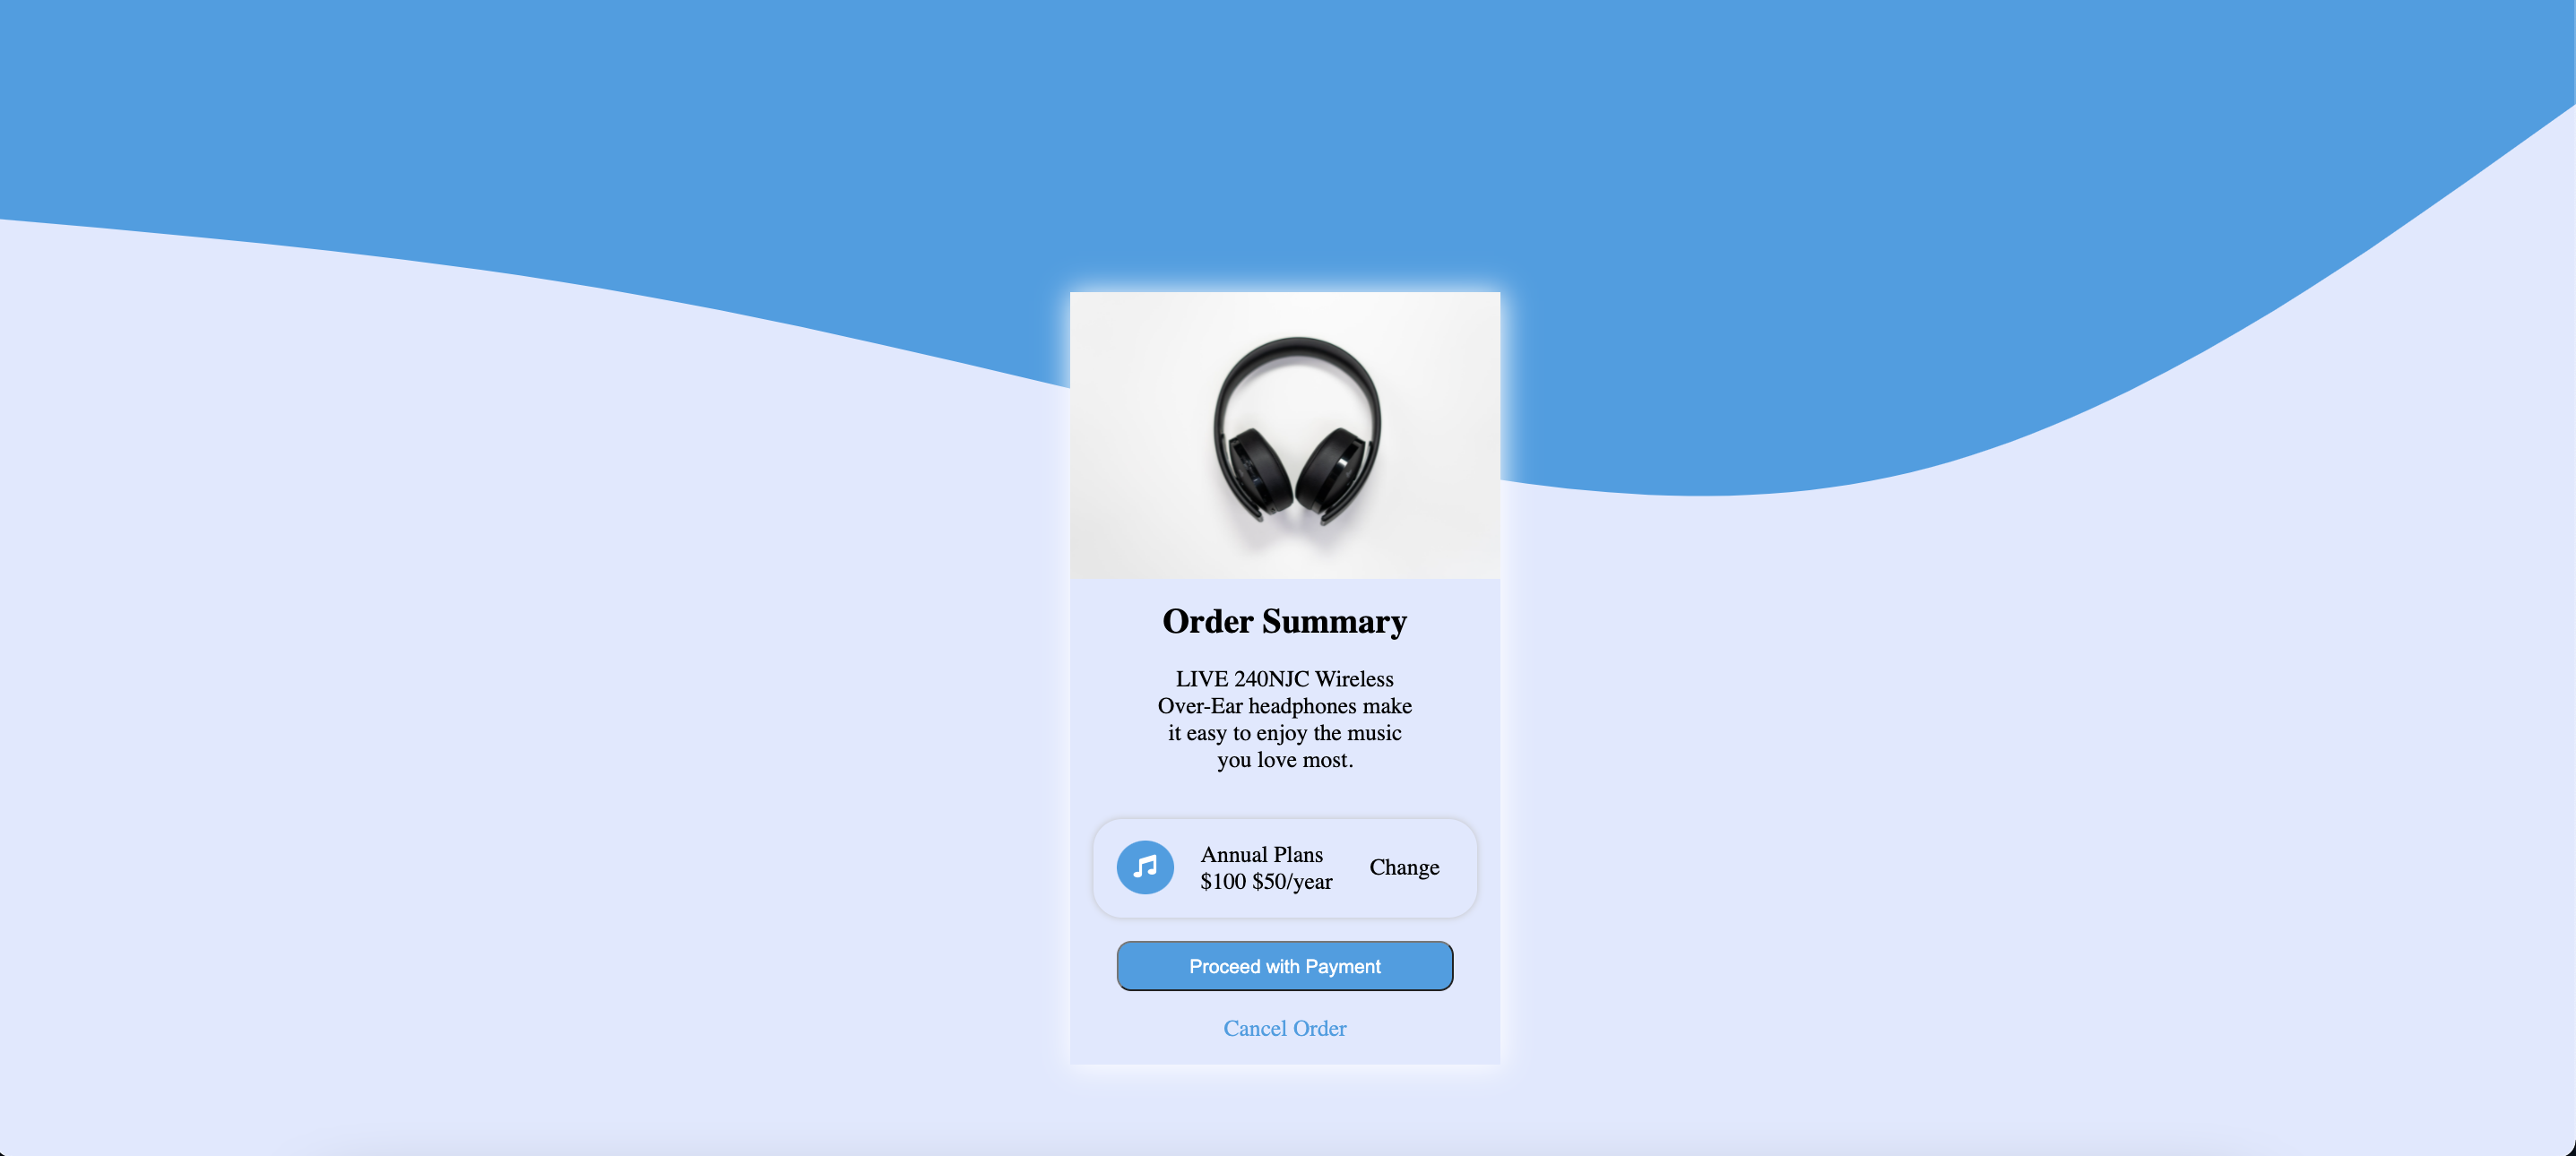 Order Summary
LIVE 240NJC Wireless
Over-Ear headphones make
it easy to enjoy the music
you love most.
Annual Plans
$100 $50/year
Change
Proceed with Payment
Cancel Order